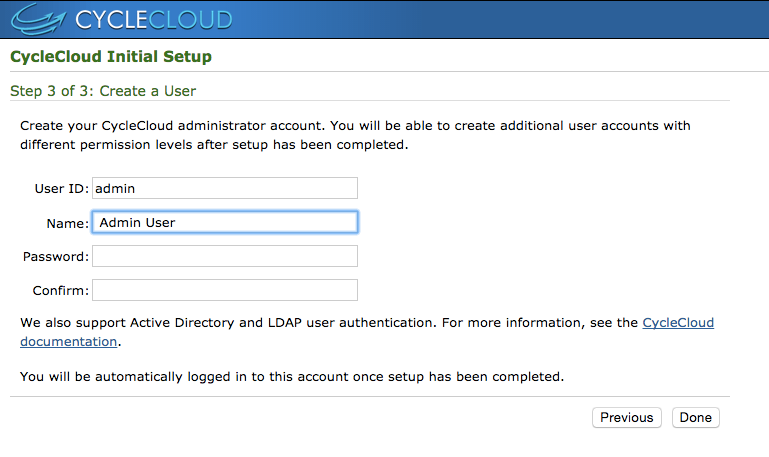 CYCLECLOUD
CycleCloud Initial Setup
Step 3 of 3: Create a User
Create your CycleCloud administrator account. You will be able to create additional user accounts with
different permission levels after setup has been completed.
User ID: admin
Name: Admin User
Password:
Confirm:
We also support Active Directory and LDAP user authentication. For more information, see the CycleCloud
documentation.
You will be automatically logged in to this account once setup has been completed.
Previous Done